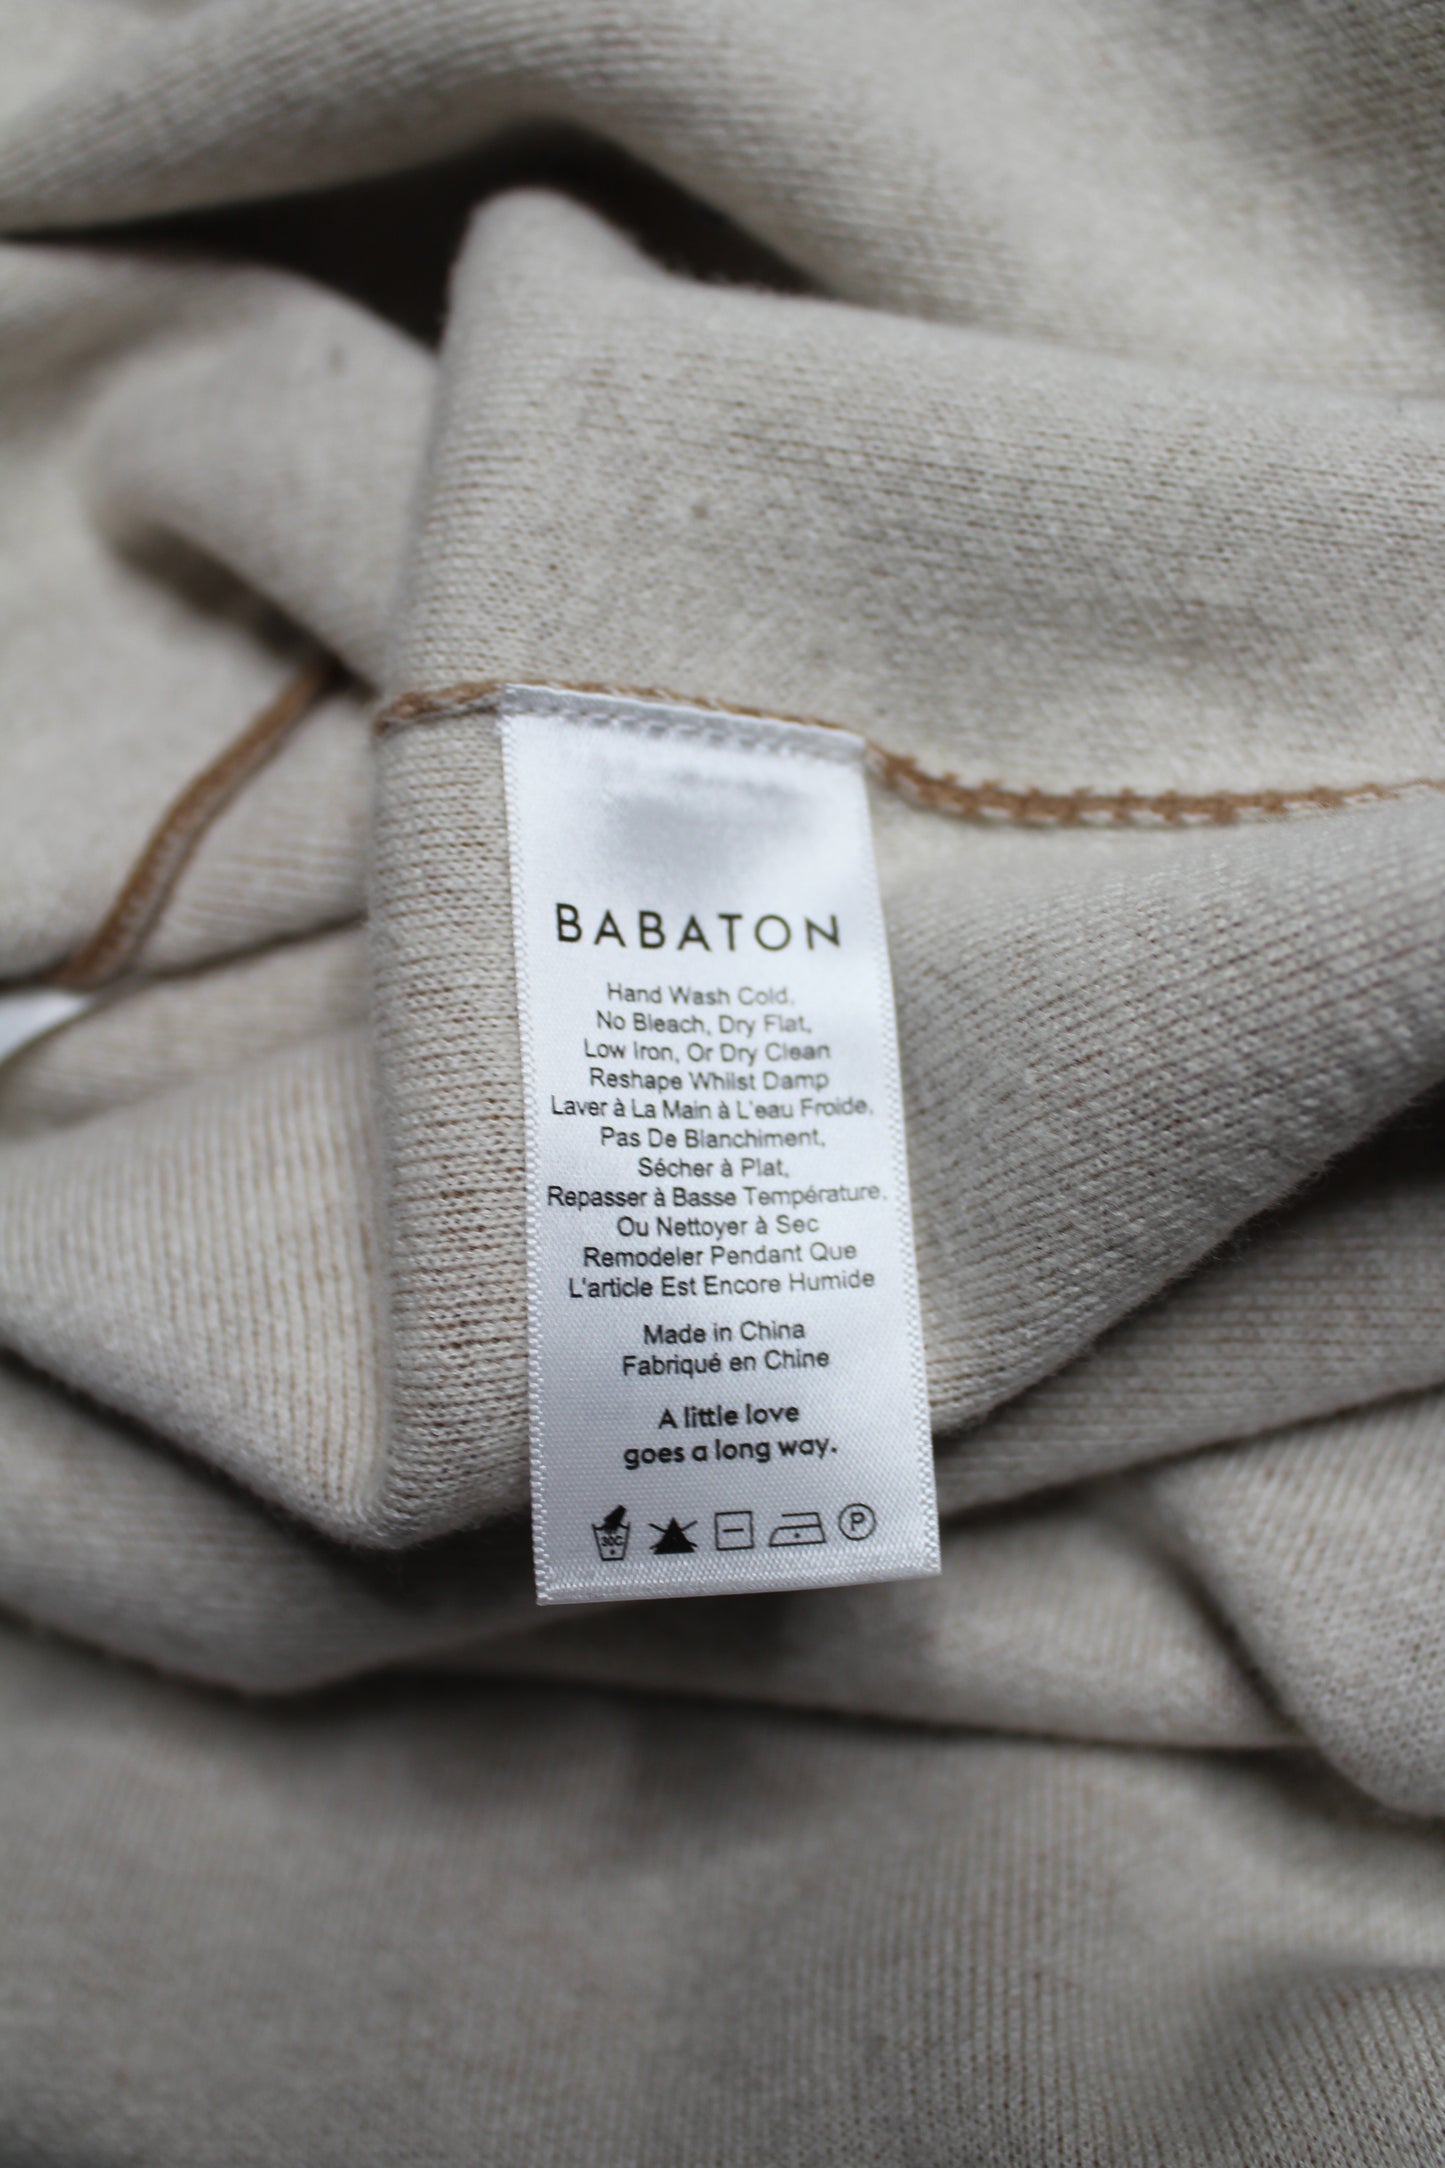 BABATON
Hand Wash Cold,
No Bleach, Dry Flat,
Low Iron, Or Dry Clean
Reshape Whilst Damp
Laver à La Main à L'eau Froide,
Pas De Blanchiment,
Sécher à Plat,
Repasser à Basse Température,
Ou Nettoyer à Sec
Remodeler Pendant Que
L'article Est Encore Humide
Made in China
Fabriqué en Chine
A little love
goes a long way.
30C P